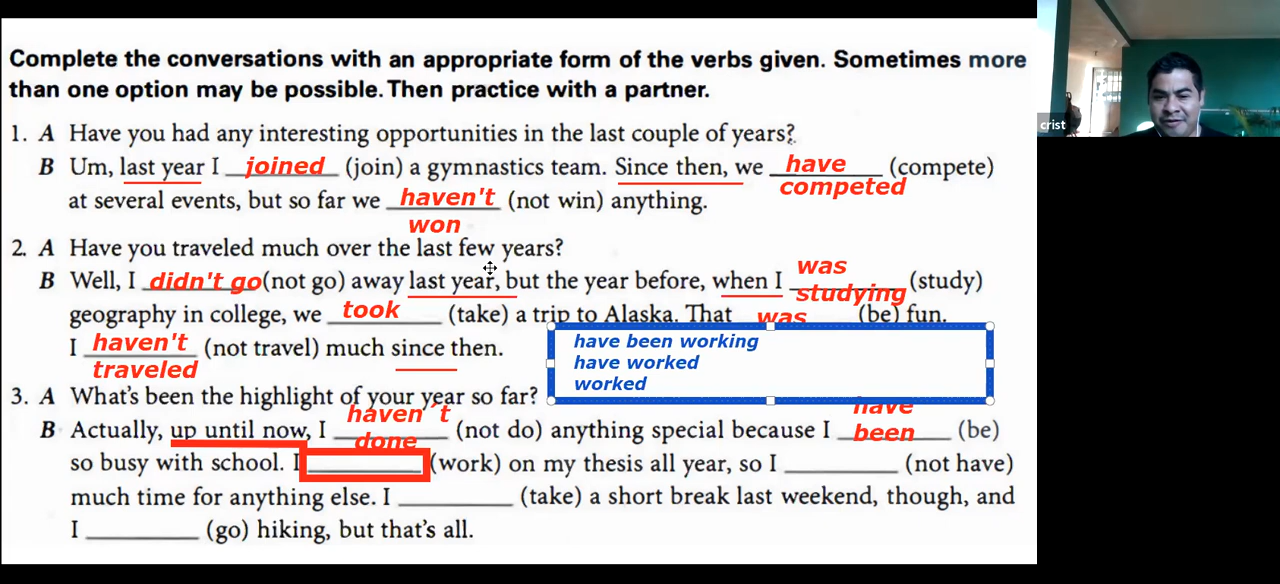 Complete the conversations with an appropriate form of the verbs given. Sometimes more
than one option may be possible. Then practice with a partner.
1. A Have you had any interesting opportunities in the last couple of years?
B Um, last year I joined (join) a gymnastics team. Since then, we have competed (compete)
at several events, but so far we haven't won (not win) anything.
2. A Have you traveled much over the last few years?
B Well, I didn't go (not go) away last year, but the year before, when I was studying (study)
geography in college, we took (take) a trip to Alaska. That was (be) fun.
I haven't traveled (not travel) much since then.
have been working
have worked
worked
3. A What's been the highlight of your year so far?
B Actually, up until now, I haven´t done (not do) anything special because I have been (be)
so busy with school. I ________ (work) on my thesis all year, so I ________ (not have)
much time for anything else. I ________ (take) a short break last weekend, though, and
I ________ (go) hiking, but that's all.
crist